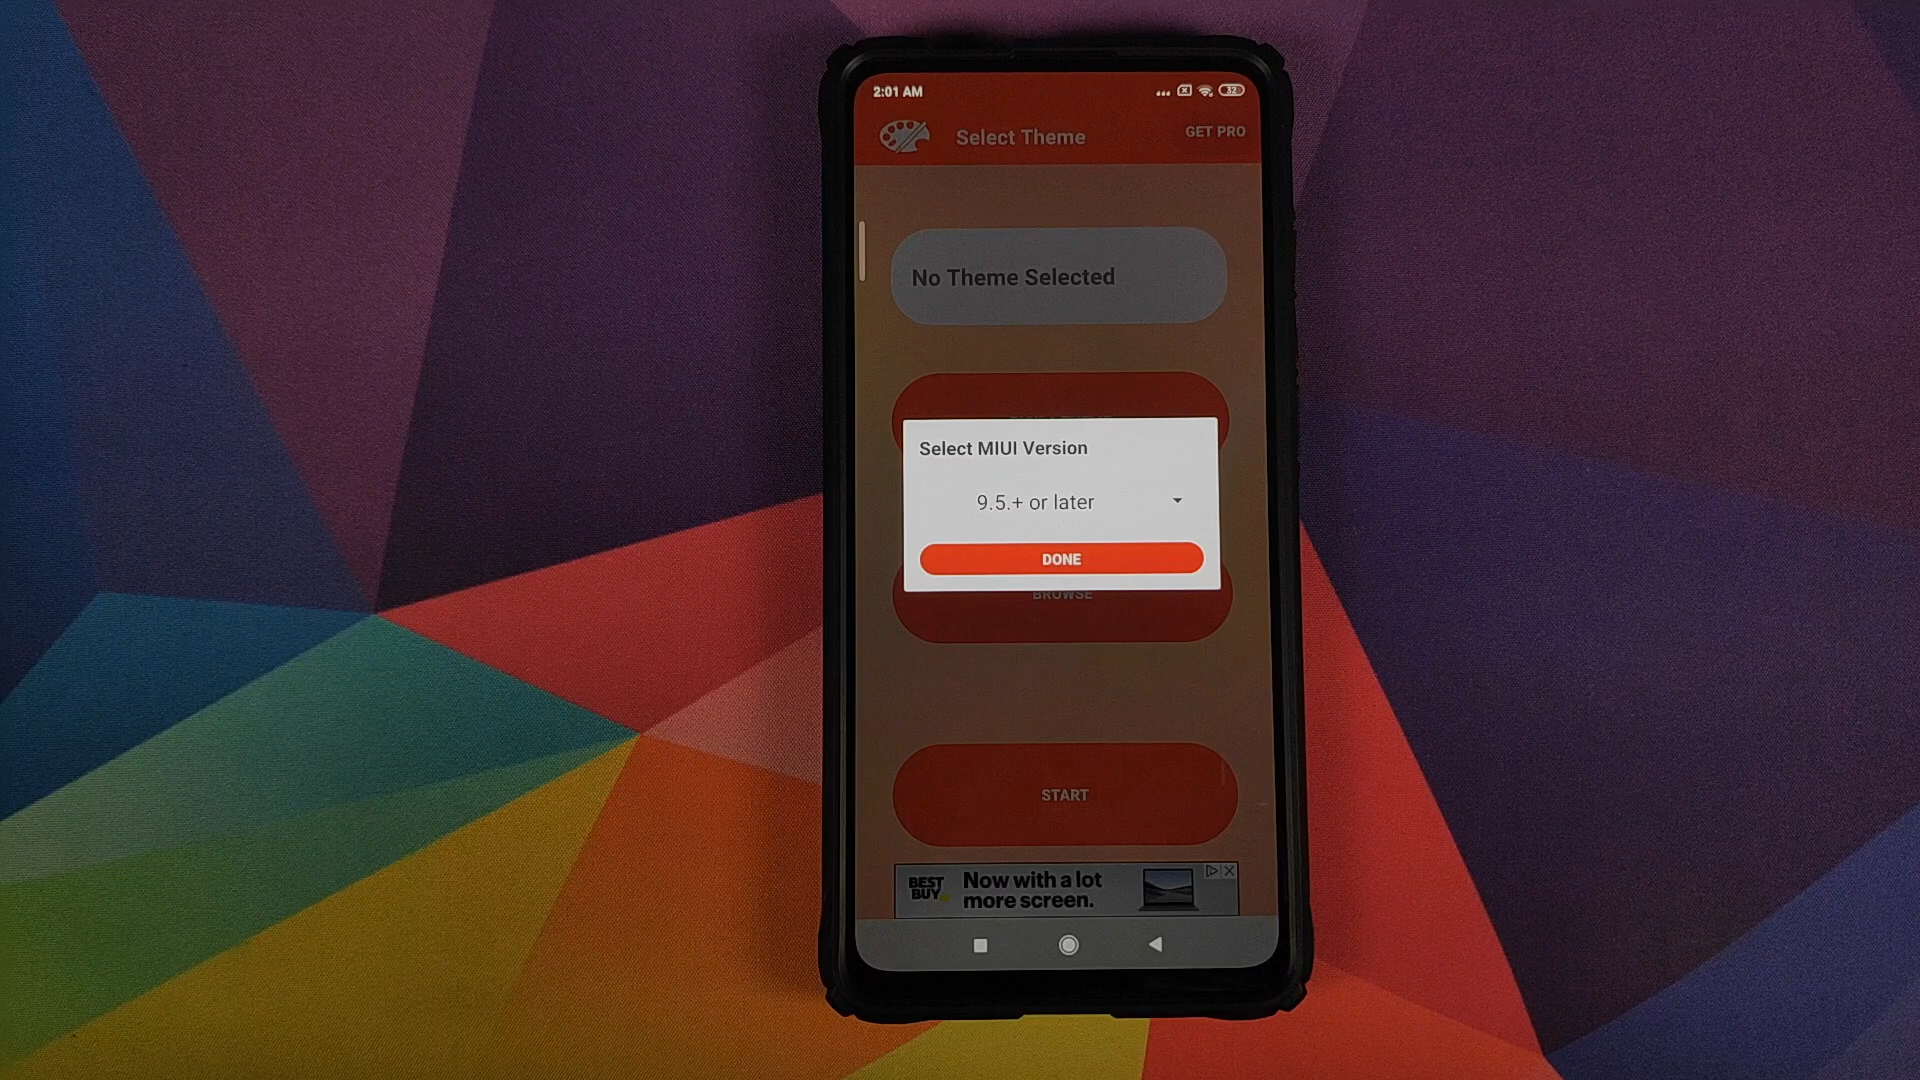 2:01 AM
32
Select Theme
GET PRO
No Theme Selected
Select MIUI Version
9.5.+ or later
DONE
BROWSE
START
BEST
BUY
Now with a lot
more screen.